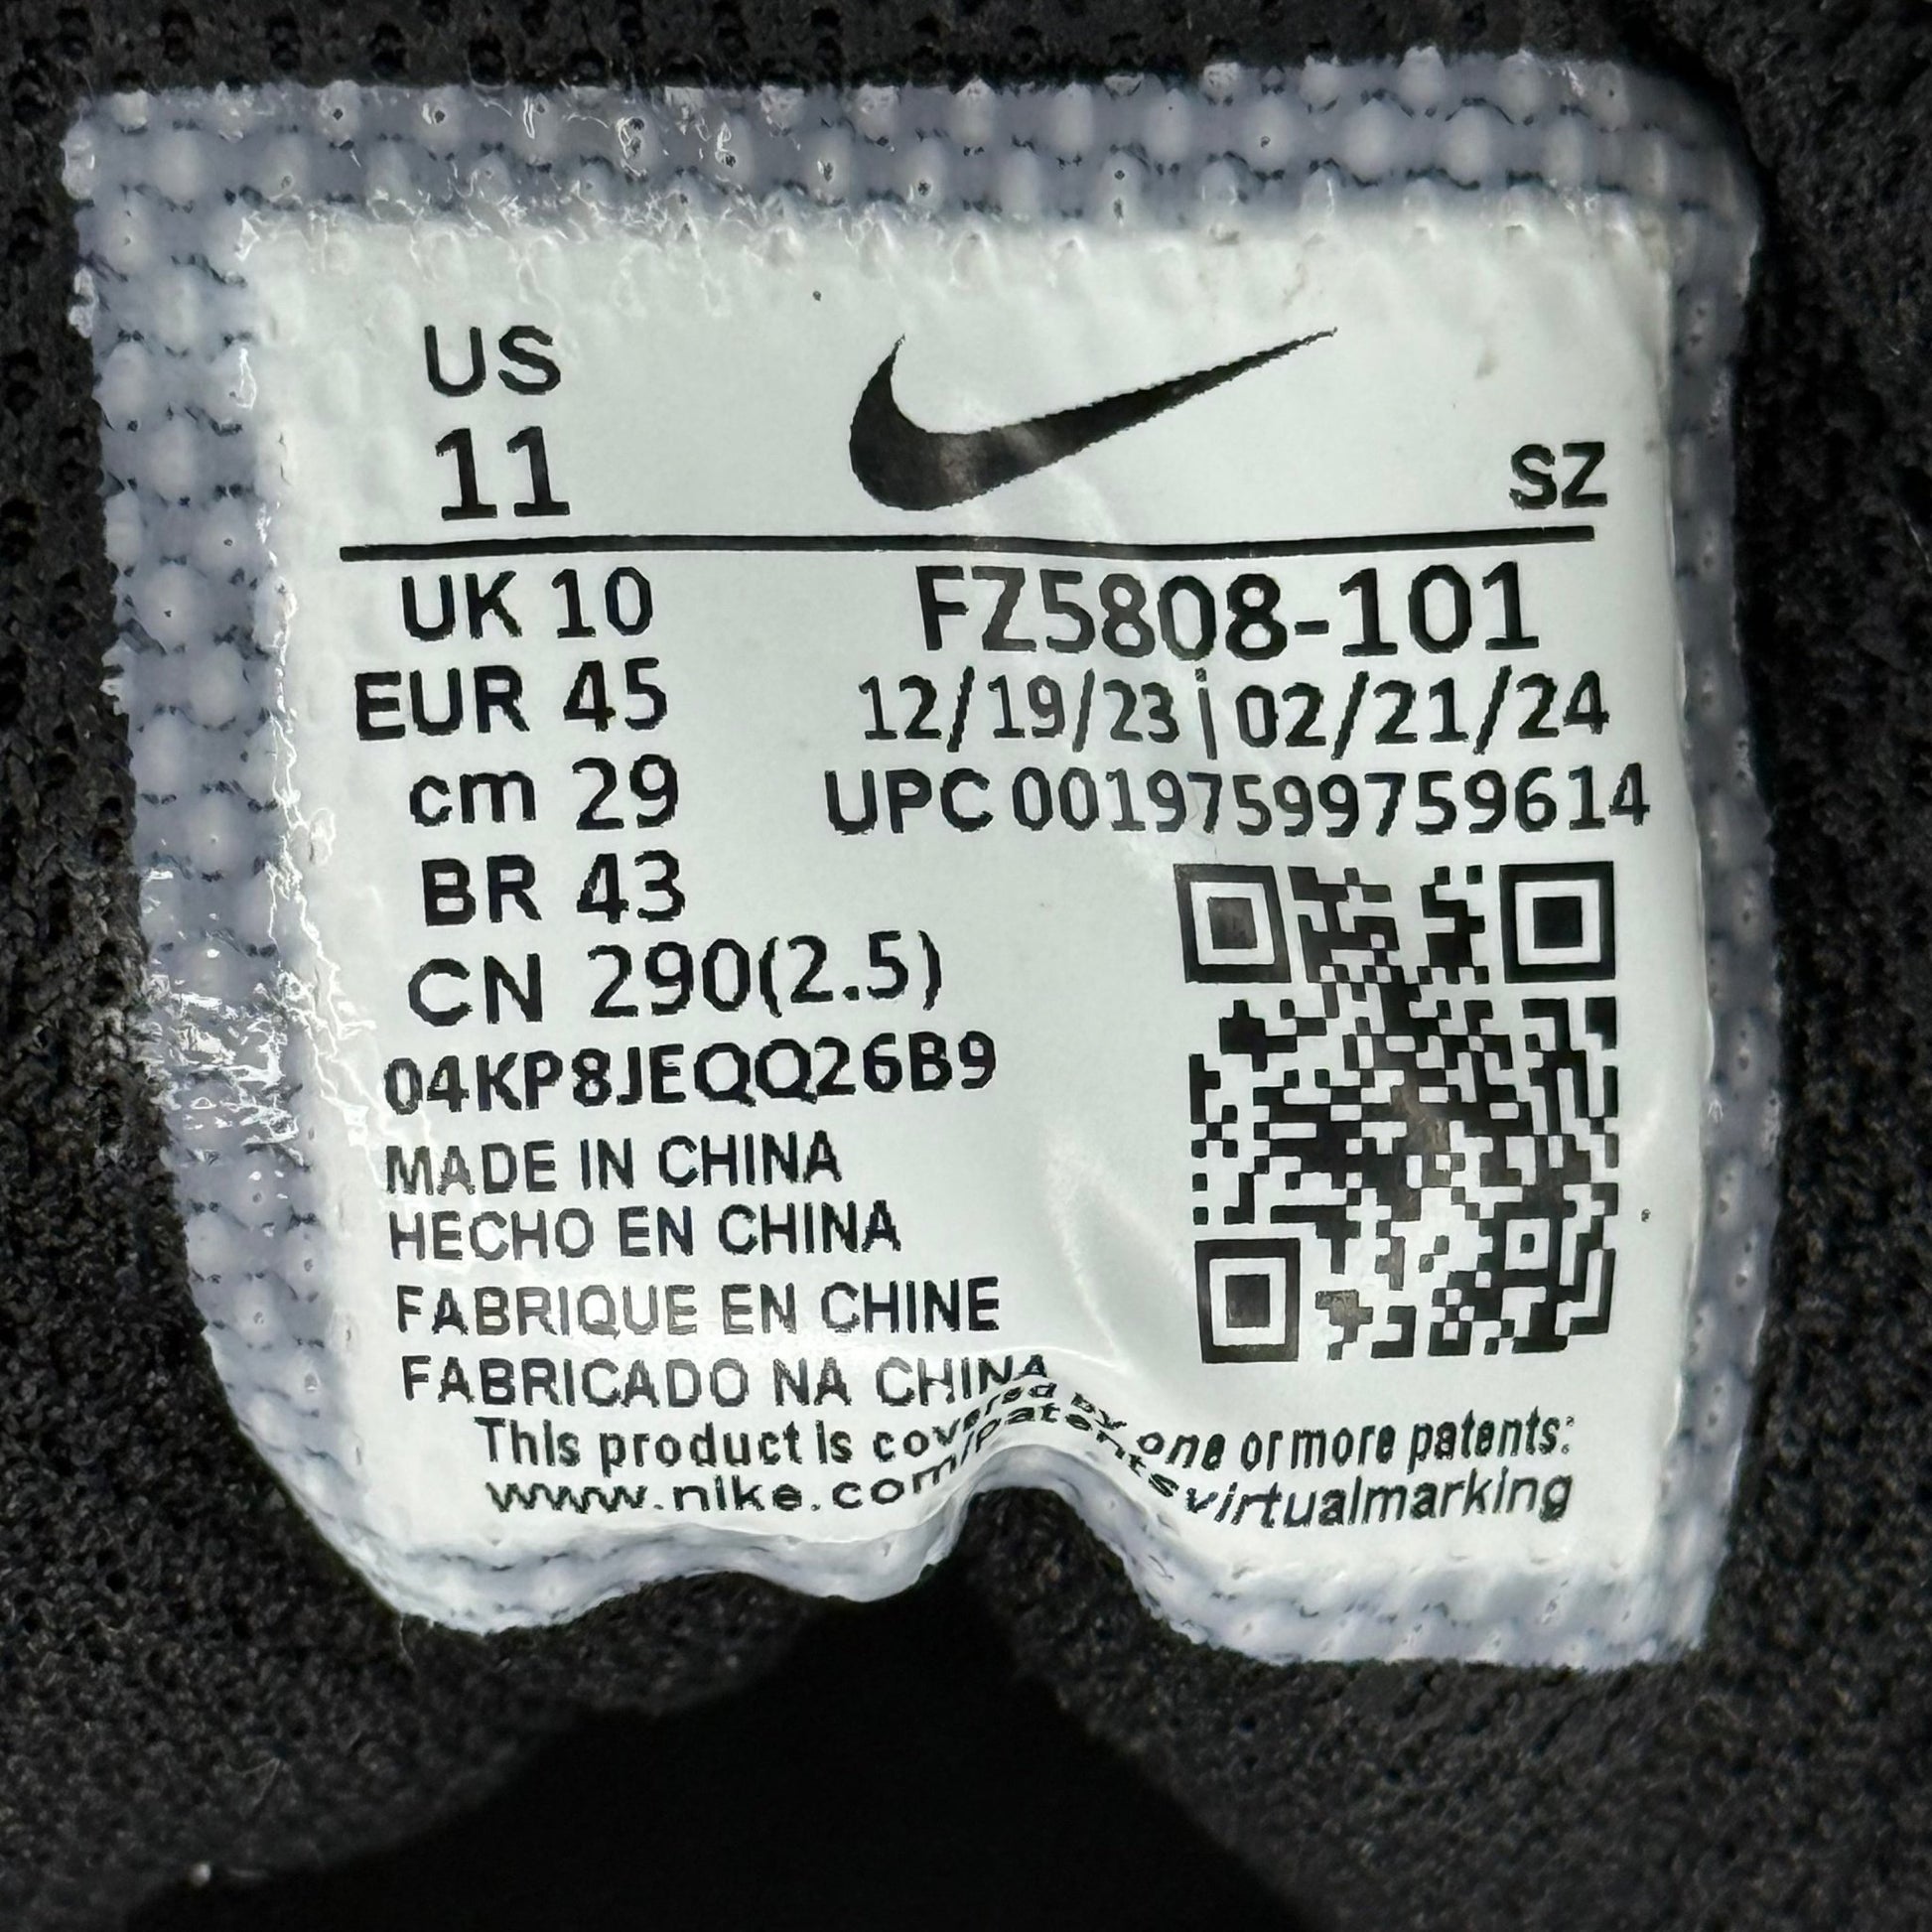 US
11
SZ
UK 10
EUR 45
cm 29
BR 43
CN 290(2.5)
04KP8JEQQ26B9
FZ5808-101
12/19/23 | 02/21/24
UPC 00197599759614
MADE IN CHINA
HECHO EN CHINA
FABRIQUE EN CHINE
FABRICADO NA CHINA
This product is covered by one or more patents:
www.nike.com/patentsvirtualmarking